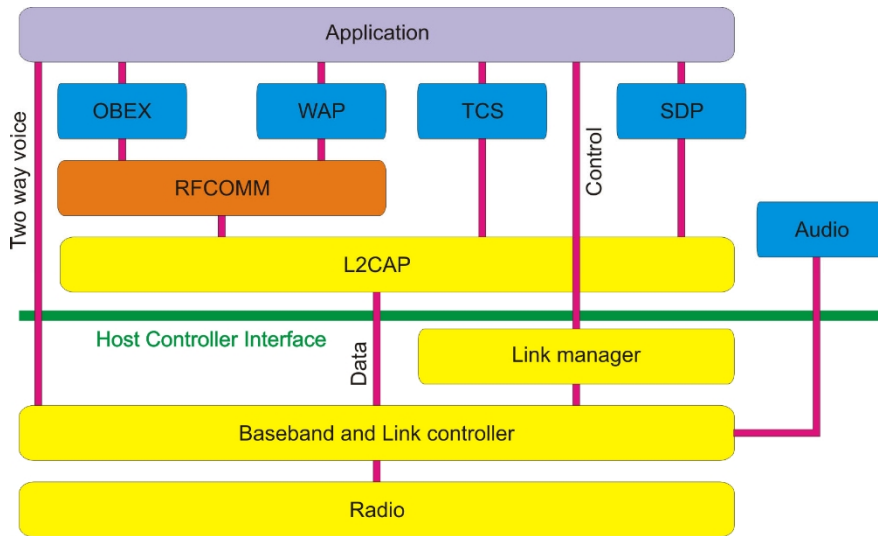 Application
OBEX
WAP
TCS
SDP
Two way voice
Control
RFCOMM
Audio
L2CAP
Host Controller Interface
Data
Link manager
Baseband and Link controller
Radio